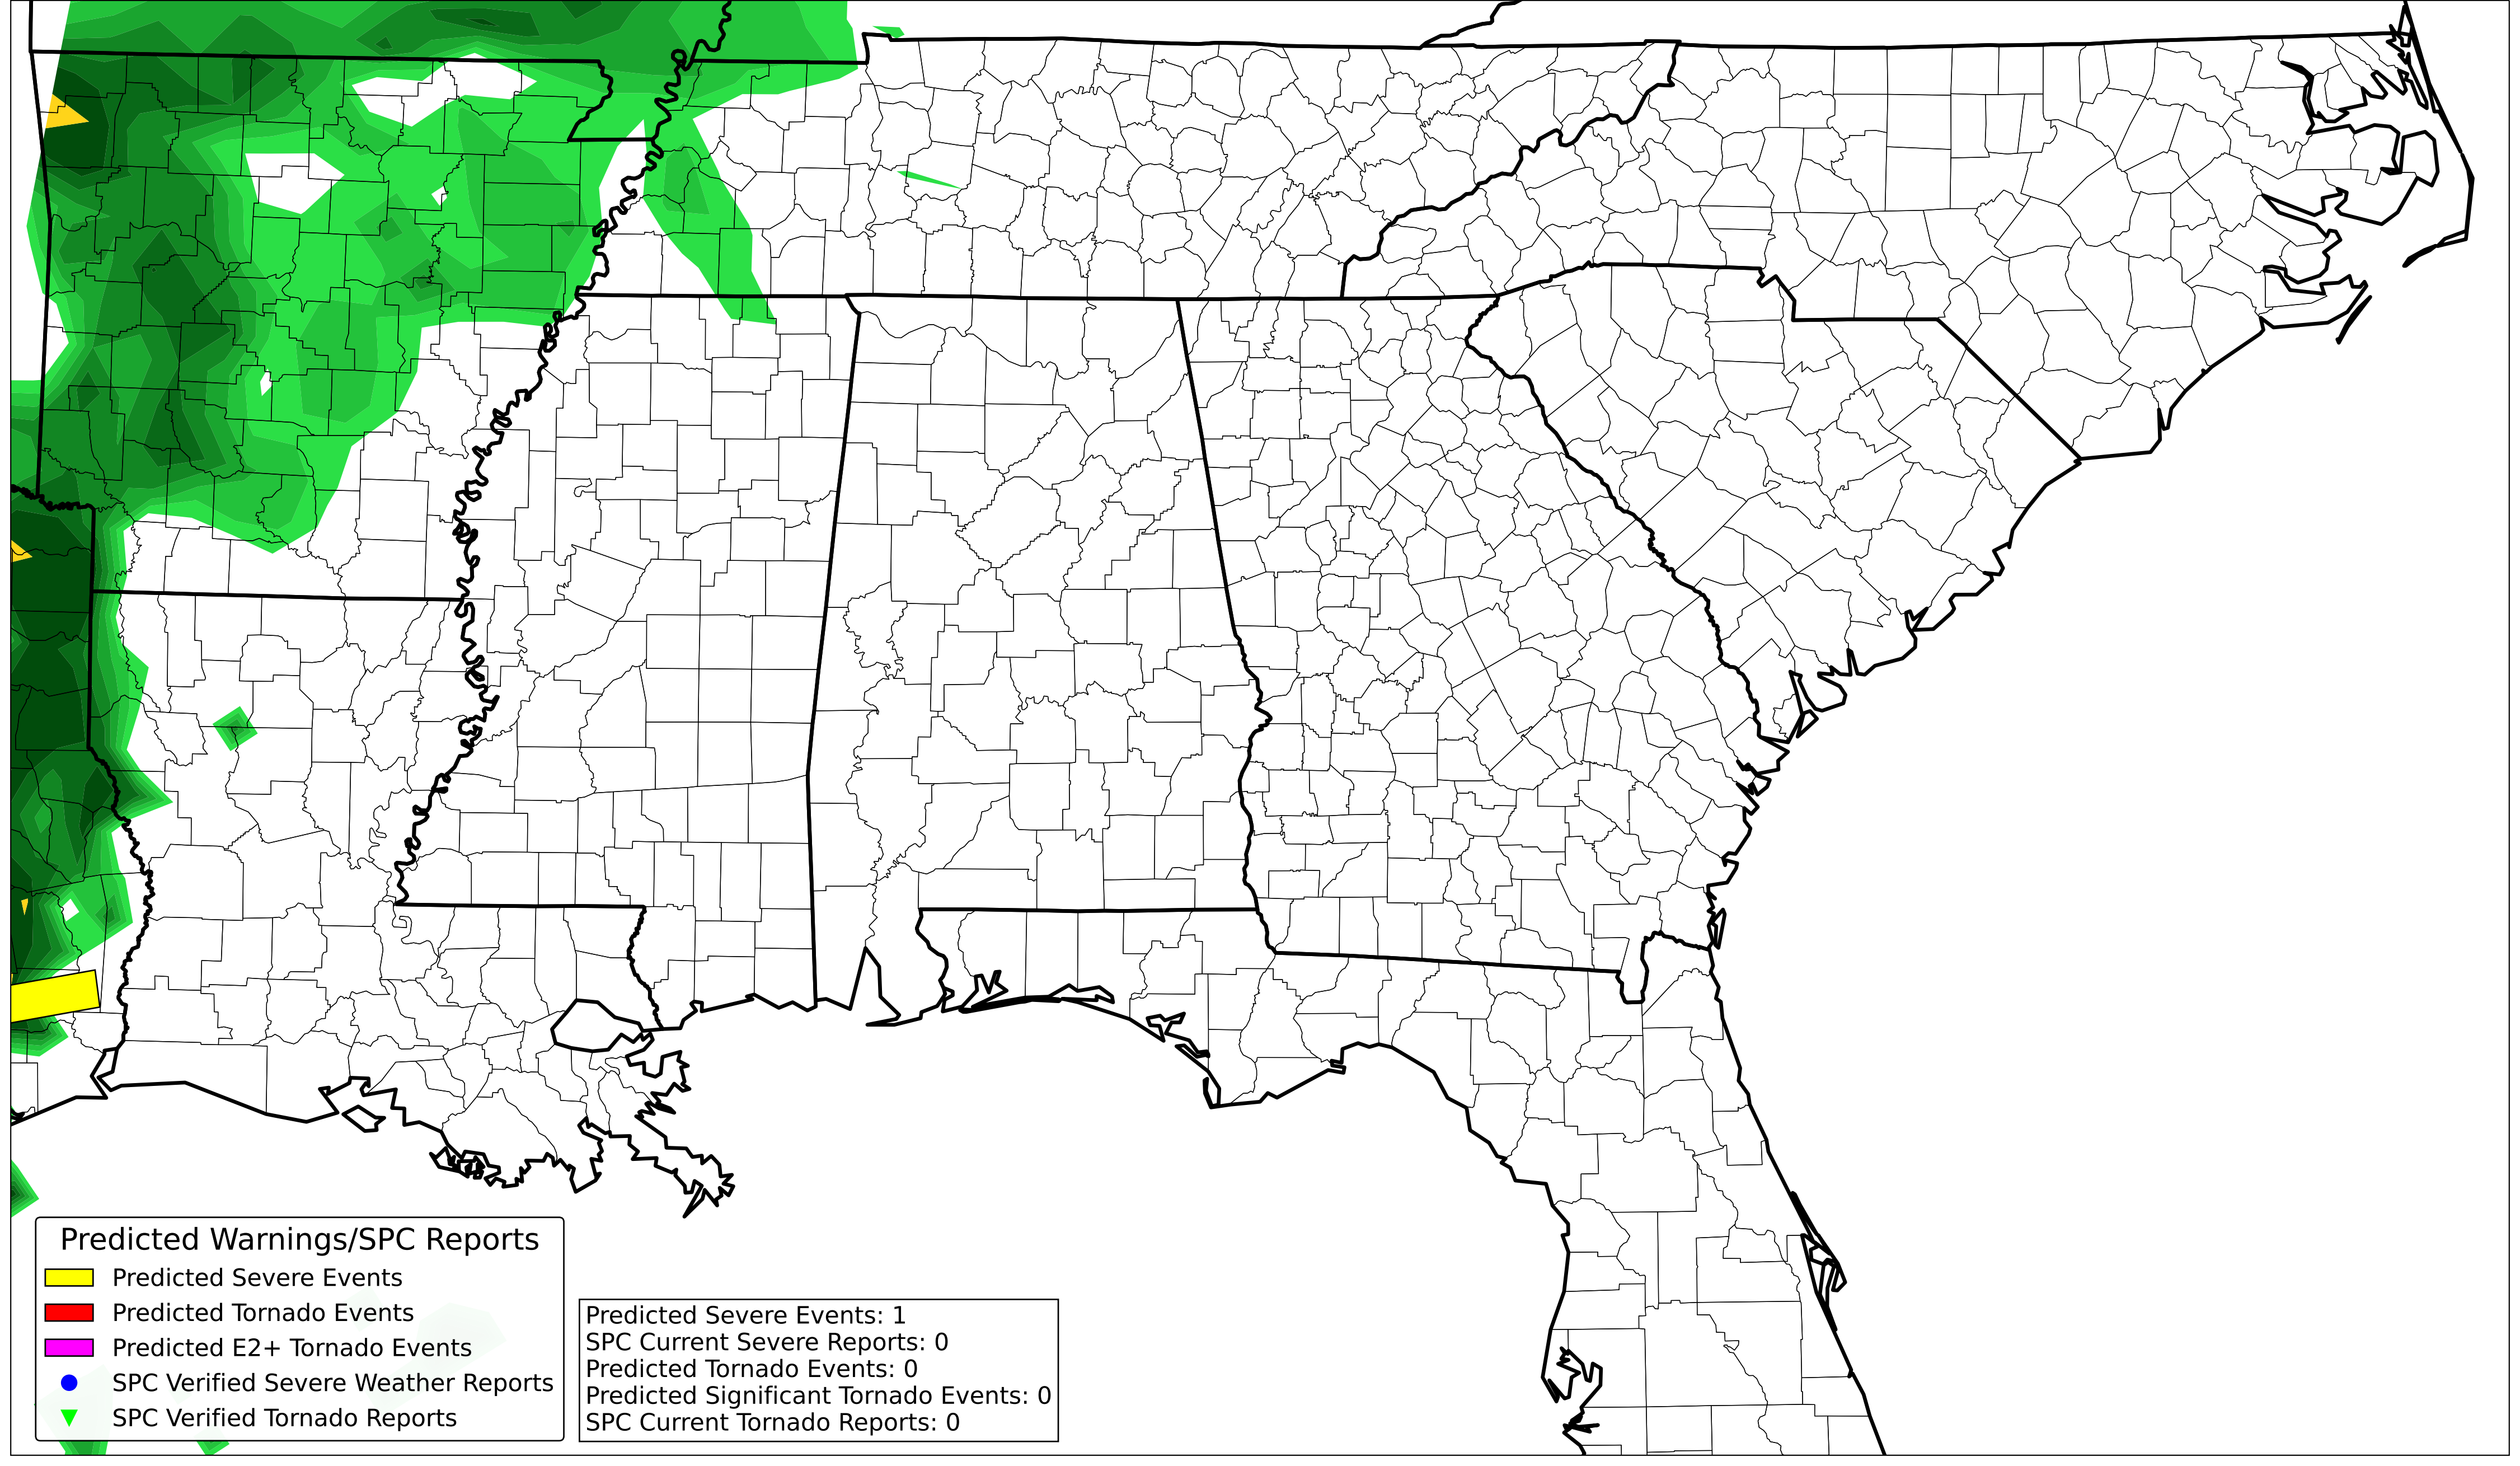 Predicted Warnings/SPC Reports
Predicted Severe Events
Predicted Tornado Events
Predicted E2+ Tornado Events
SPC Verified Severe Weather Reports
SPC Verified Tornado Reports
Predicted Severe Events: 1
SPC Current Severe Reports: 0
Predicted Tornado Events: 0
Predicted Significant Tornado Events: 0
SPC Current Tornado Reports: 0